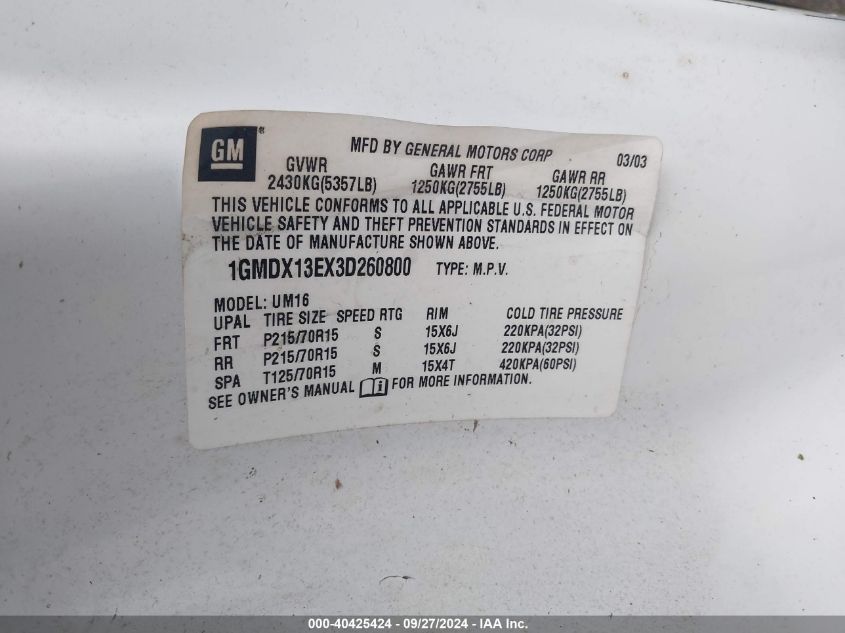 GM ® MFD BY GENERAL MOTORS CORP 03/03
GVWR GAWR FRT GAWR RR
2430KG(5357LB) 1250KG(2755LB) 1250KG(2755LB)
THIS VEHICLE CONFORMS TO ALL APPLICABLE U.S. FEDERAL MOTOR
VEHICLE SAFETY AND THEFT PREVENTION STANDARDS IN EFFECT ON
THE DATE OF MANUFACTURE SHOWN ABOVE.
1GMDX13EX3D260800 TYPE: M.P.V.
MODEL: UM16
UPAL TIRE SIZE SPEED RTG RIM COLD TIRE PRESSURE
FRT P215/70R15 S 15X6J 220KPA(32PSI)
RR P215/70R15 S 15X6J 220KPA(32PSI)
SPA T125/70R15 M 15X4T 420KPA(60PSI)
SEE OWNER'S MANUAL FOR MORE INFORMATION.
000-40425424 - 09/27/2024 - IAA Inc.